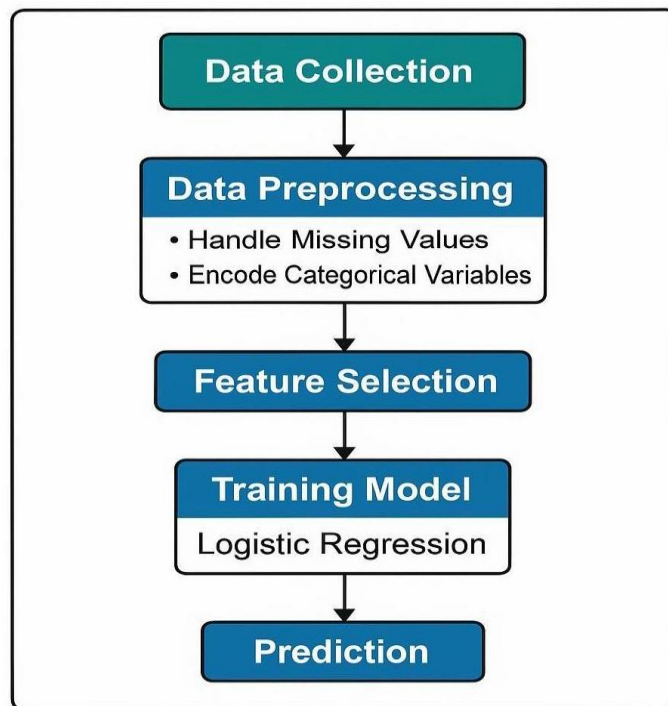 Data Collection
Data Preprocessing
• Handle Missing Values
• Encode Categorical Variables
Feature Selection
Training Model
Logistic Regression
Prediction